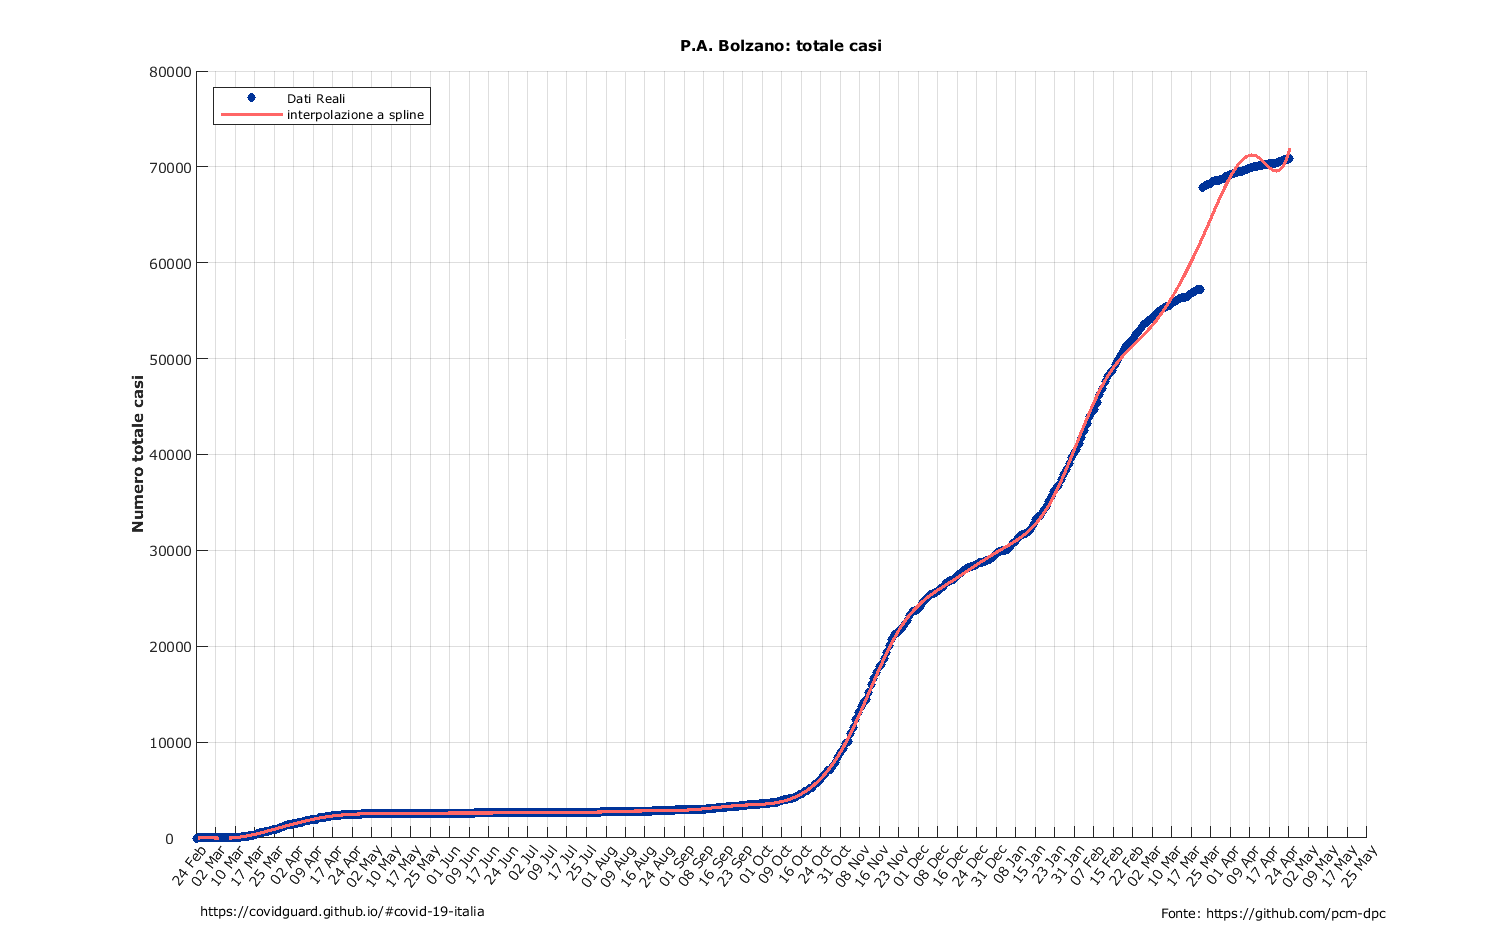 P.A. Bolzano: totale casi
Dati Reali
interpolazione a spline
Numero totale casi
80000
70000
60000
50000
40000
30000
20000
10000
0
24 Feb
02 Mar
10 Mar
17 Mar
25 Mar
02 Apr
09 Apr
17 Apr
24 Apr
02 May
10 May
17 May
25 May
01 Jun
09 Jun
17 Jun
24 Jun
02 Jul
09 Jul
17 Jul
25 Jul
01 Aug
09 Aug
16 Aug
24 Aug
01 Sep
08 Sep
16 Sep
23 Sep
01 Oct
09 Oct
16 Oct
24 Oct
31 Oct
08 Nov
16 Nov
23 Nov
01 Dec
08 Dec
16 Dec
24 Dec
31 Dec
08 Jan
15 Jan
23 Jan
31 Jan
07 Feb
15 Feb
22 Feb
02 Mar
10 Mar
17 Mar
25 Mar
01 Apr
09 Apr
17 Apr
24 Apr
02 May
09 May
17 May
25 May
https://covidguard.github.io/#covid-19-italia
Fonte: https://github.com/pcm-dpc